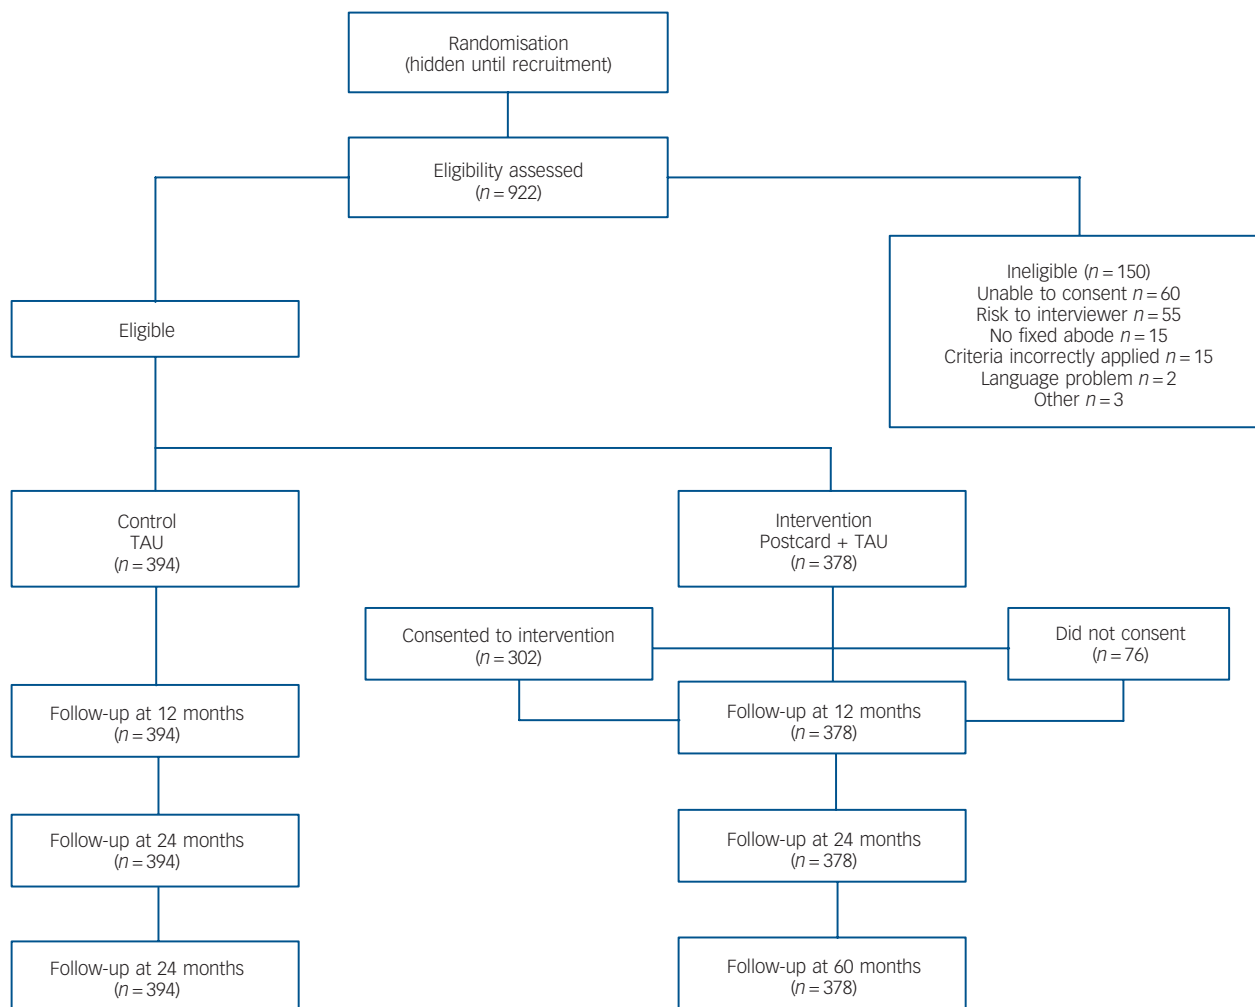 Randomisation
(hidden until recruitment)
Eligibility assessed
(n = 922)
Ineligible (n = 150)
Unable to consent n = 60
Risk to interviewer n = 55
No fixed abode n = 15
Criteria incorrectly applied n = 15
Language problem n = 2
Other n = 3
Eligible
Control
TAU
(n = 394)
Intervention
Postcard + TAU
(n = 378)
Consented to intervention
(n = 302)
Did not consent
(n = 76)
Follow-up at 12 months
(n = 394)
Follow-up at 12 months
(n = 378)
Follow-up at 24 months
(n = 394)
Follow-up at 24 months
(n = 378)
Follow-up at 24 months
(n = 394)
Follow-up at 60 months
(n = 378)